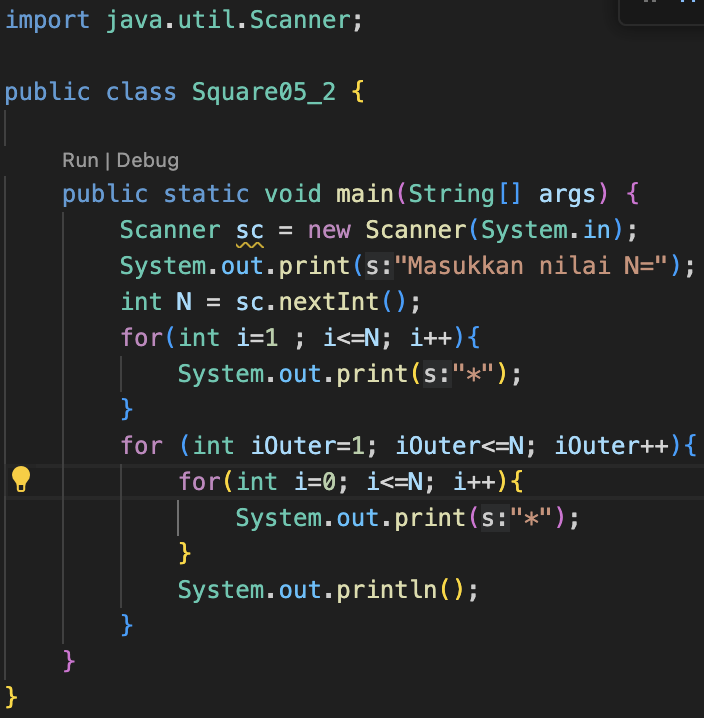 import java.util.Scanner;
public class Square05_2 {
Run | Debug
public static void main(String[] args) {
Scanner sc = new Scanner(System.in);
System.out.print(s:"Masukkan nilai N=");
int N = sc.nextInt();
for(int i=1 ; i<=N; i++){
System.out.print(s:"*");
}
for (int iOuter=1; iOuter<=N; iOuter++){
for(int i=0; i<=N; i++){
System.out.print(s:"*");
}
System.out.println();
}
}
}